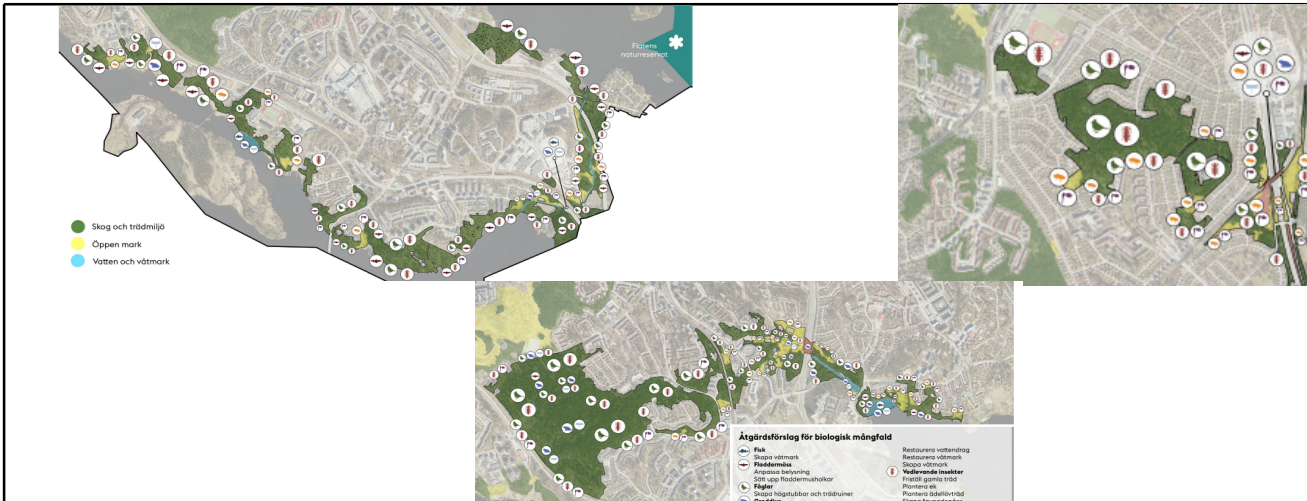 Flatens
naturreservat
Skog och trädmiljö
Öppen mark
Vatten och våtmark
Åtgärdsförslag för biologisk mångfald
Fisk
Skapa våtmark
Fladdermöss
Anpassa belysning
Sätt upp fladdermusholkar
Fåglar
Skapa högstubbar och trädruiner
Restaurera vattendrag
Restaurera våtmark
Skapa våtmark
Vedlevande insekter
Friställ gamla träd
Plantera ek
Plantera ädellövträd